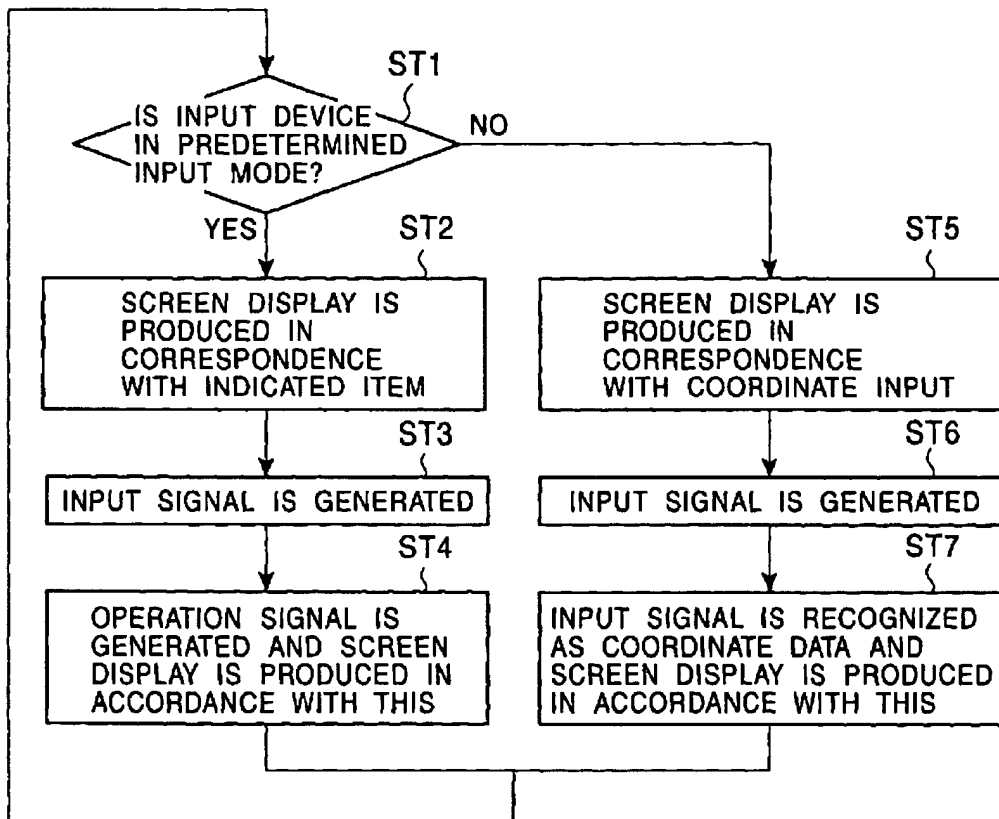 ST1
IS INPUT DEVICE
IN PREDETERMINED
INPUT MODE?
NO
YES
ST2
SCREEN DISPLAY IS
PRODUCED IN
CORRESPONDENCE
WITH INDICATED ITEM
ST3
INPUT SIGNAL IS GENERATED
ST4
OPERATION SIGNAL IS
GENERATED AND SCREEN
DISPLAY IS PRODUCED IN
ACCORDANCE WITH THIS
ST5
SCREEN DISPLAY IS
PRODUCED IN
CORRESPONDENCE
WITH COORDINATE INPUT
ST6
INPUT SIGNAL IS GENERATED
ST7
INPUT SIGNAL IS RECOGNIZED
AS COORDINATE DATA AND
SCREEN DISPLAY IS PRODUCED
IN ACCORDANCE WITH THIS